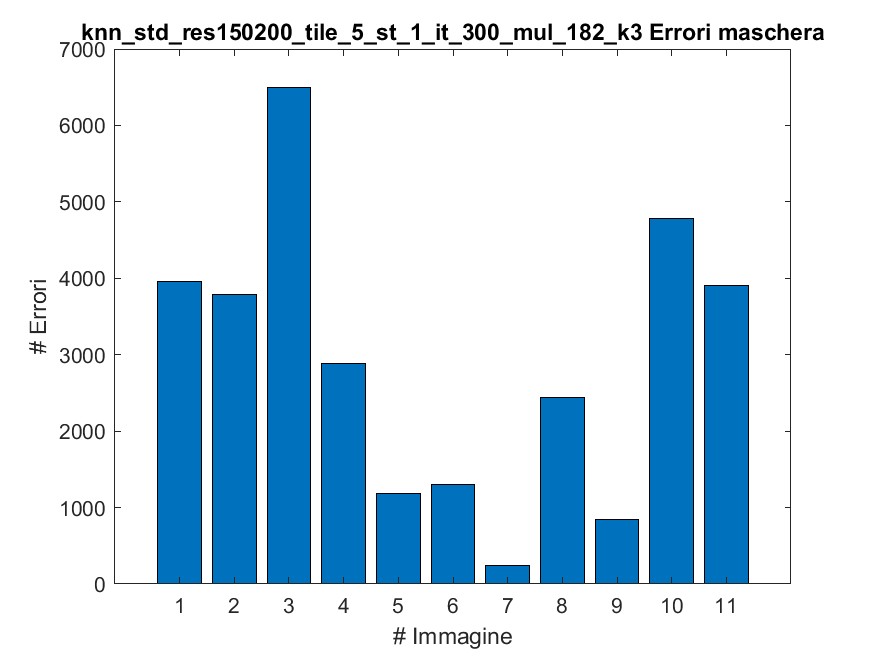 knn_std_res150200_tile_5_st_1_it_300_mul_182_k3 Errori maschera
7000
6000
5000
4000
3000
2000
1000
0
# Errori
1 2 3 4 5 6 7 8 9 10 11
# Immagine